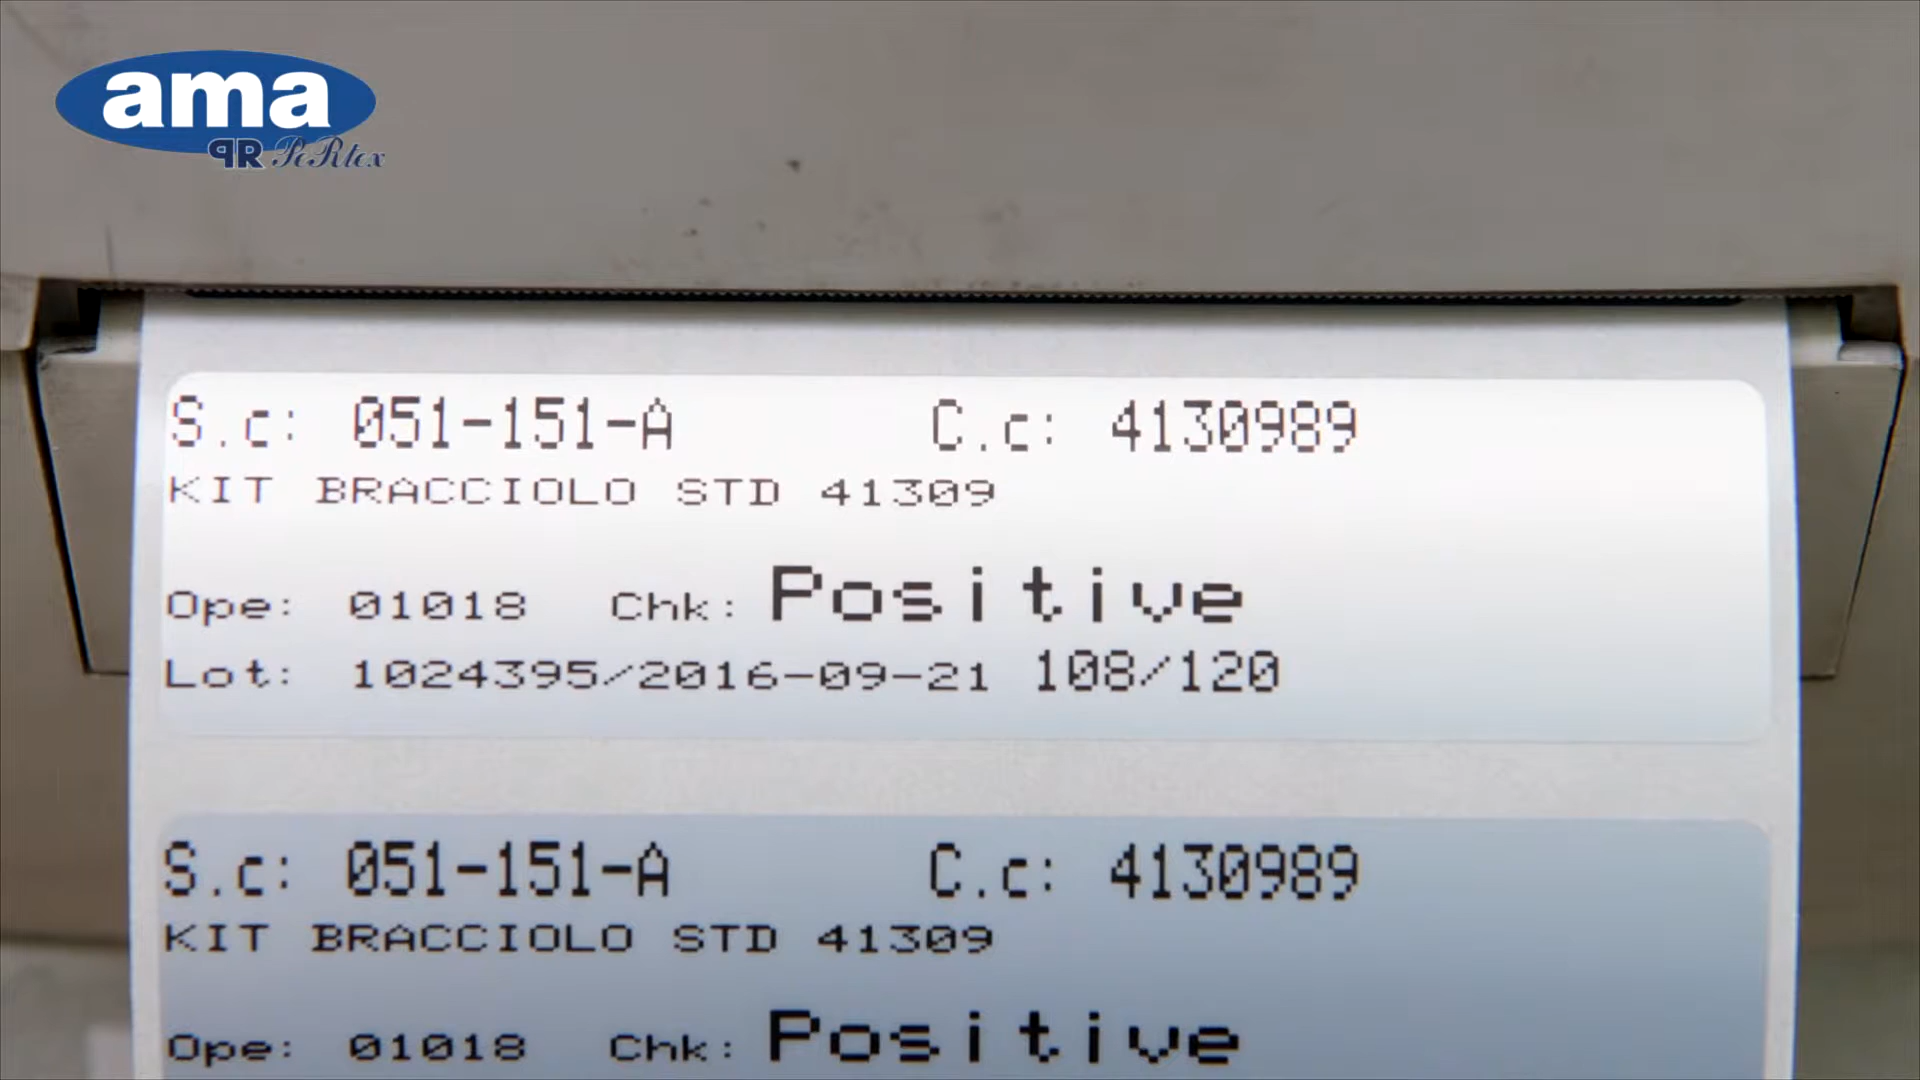 ama
PR PeRtex
S.c: 051-151-A C.c: 4130989
KIT BRACCIOLO STD 41309
Ope: 01018 Chk: Positive
Lot: 1024395/2016-09-21 108/120
S.c: 051-151-A C.c: 4130989
KIT BRACCIOLO STD 41309
Ope: 01018 Chk: Positive